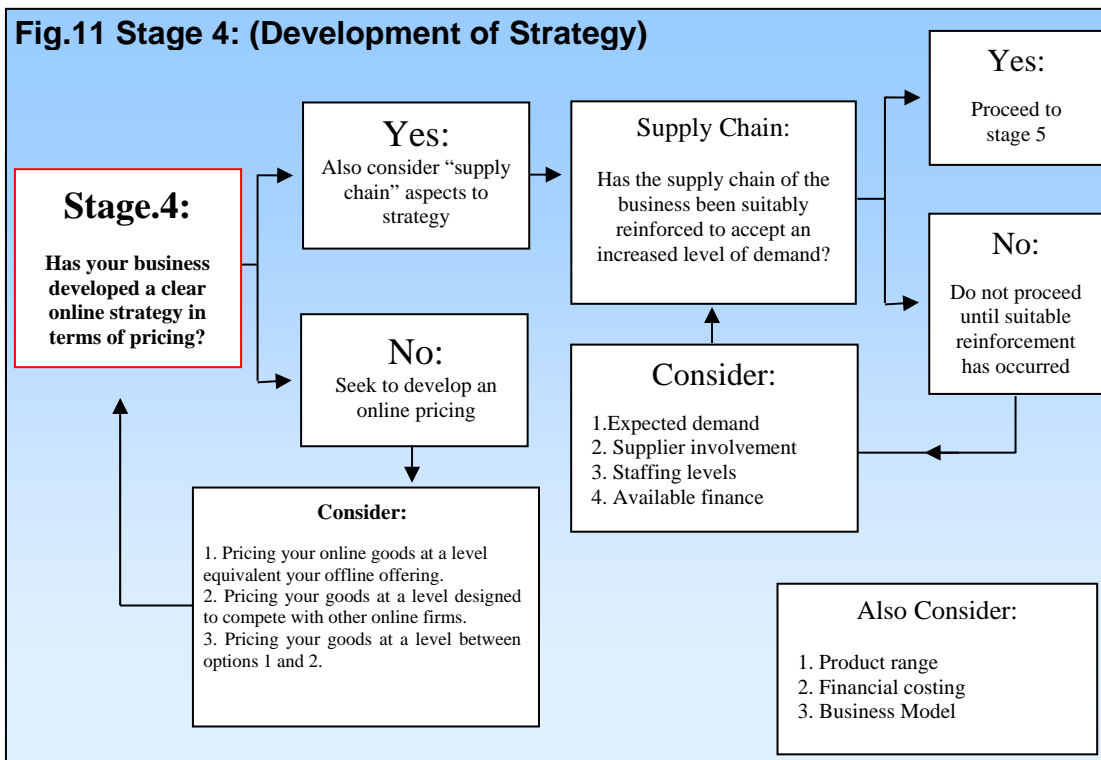 Fig.11 Stage 4: (Development of Strategy)
Stage.4:
Has your business
developed a clear
online strategy in
terms of pricing?
Yes:
Also consider “supply
chain” aspects to
strategy
No:
Seek to develop an
online pricing
Consider:
1. Pricing your online goods at a level
equivalent your offline offering.
2. Pricing your goods at a level designed
to compete with other online firms.
3. Pricing your goods at a level between
options 1 and 2.
Supply Chain:
Has the supply chain of the
business been suitably
reinforced to accept an
increased level of demand?
Yes:
Proceed to
stage 5
No:
Do not proceed
until suitable
reinforcement
has occurred
Consider:
1.Expected demand
2. Supplier involvement
3. Staffing levels
4. Available finance
Also Consider:
1. Product range
2. Financial costing
3. Business Model